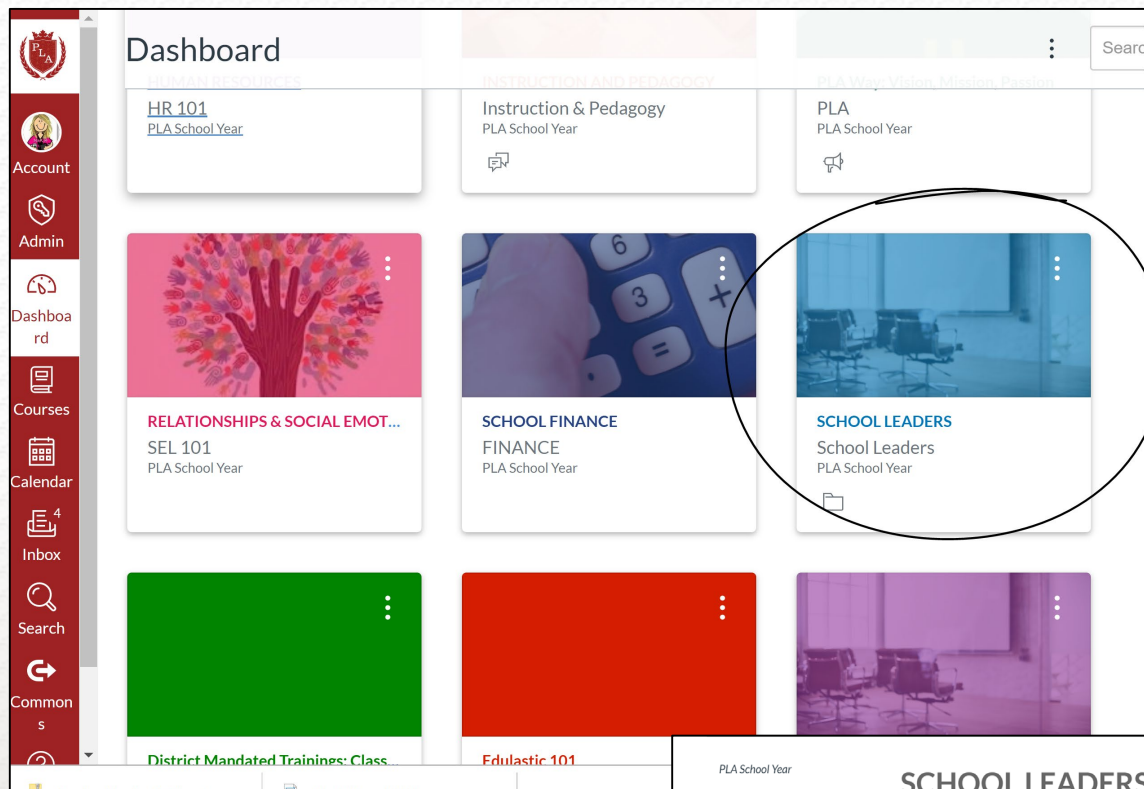 PLA
Dashboard
Account
Admin
Dashboa
rd
Courses
Calendar
4
Inbox
Search
Common
s
HUMAN RESOURCES
HR 101
PLA School Year
INSTRUCTION AND PEDAGOGY
Instruction & Pedagogy
PLA School Year
PLA Way: Vision, Mission, Passion
PLA
PLA School Year
RELATIONSHIPS & SOCIAL EMOT...
SEL 101
PLA School Year
6
3
+
=
SCHOOL FINANCE
FINANCE
PLA School Year
SCHOOL LEADERS
School Leaders
PLA School Year
District Mandated Trainings: Class...
Edulastic 101
PLA School Year
SCHOOL LEADERS